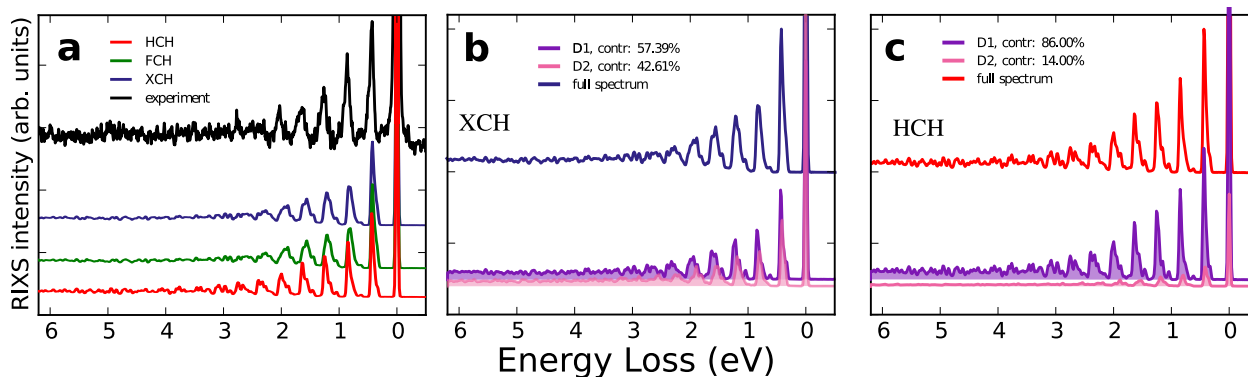 a
HCH
FCH
XCH
experiment
b
D1, contr: 57.39%
D2, contr: 42.61%
full spectrum
XCH
c
D1, contr: 86.00%
D2, contr: 14.00%
full spectrum
HCH
RIXS intensity (arb. units)
6 5 4 3 2 1 0
6 5 4 3 2 1 0
6 5 4 3 2 1 0
Energy Loss (eV)